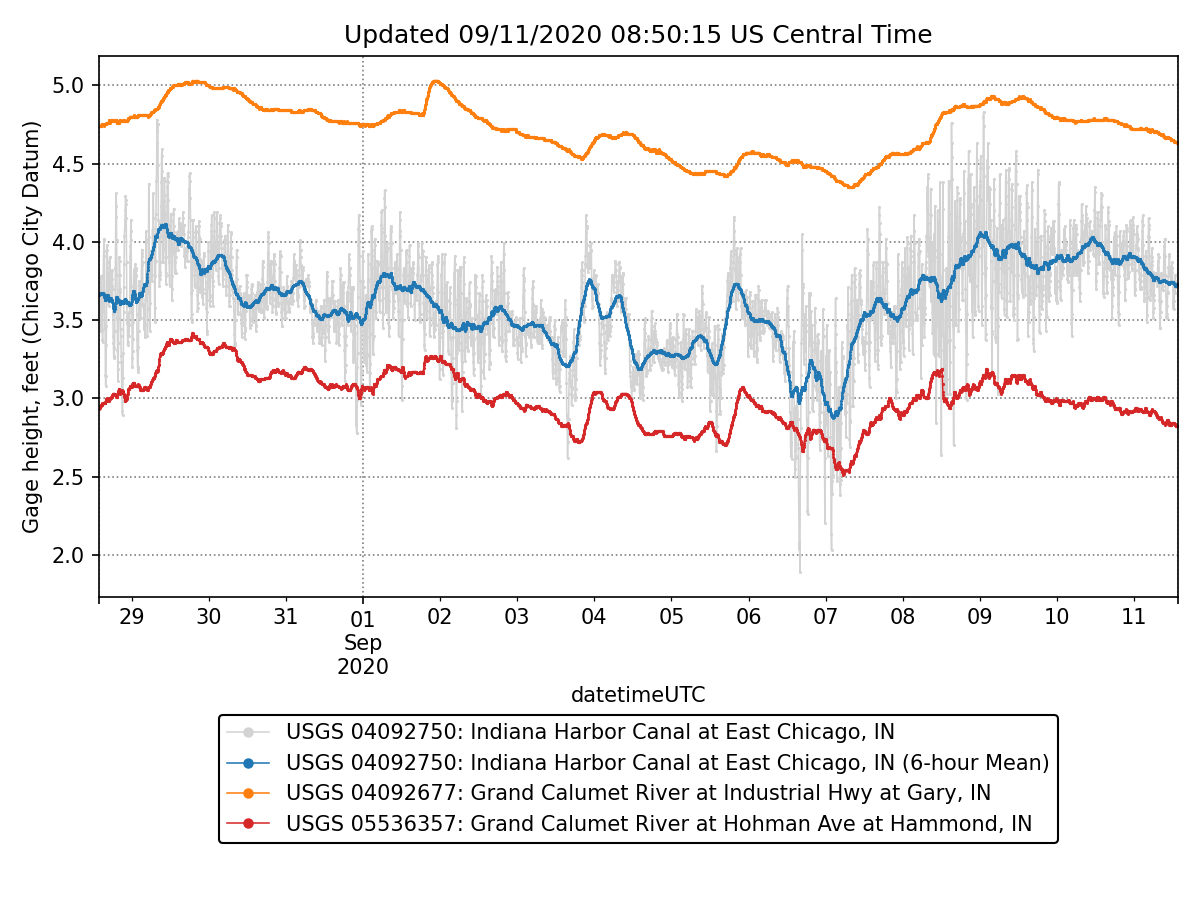 Updated 09/11/2020 08:50:15 US Central Time
Gage height, feet (Chicago City Datum)
5.0
4.5
4.0
3.5
3.0
2.5
2.0
29 30 31 01 02 03 04 05 06 07 08 09 10 11
Sep
2020
datetimeUTC
USGS 04092750: Indiana Harbor Canal at East Chicago, IN
USGS 04092750: Indiana Harbor Canal at East Chicago, IN (6-hour Mean)
USGS 04092677: Grand Calumet River at Industrial Hwy at Gary, IN
USGS 05536357: Grand Calumet River at Hohman Ave at Hammond, IN